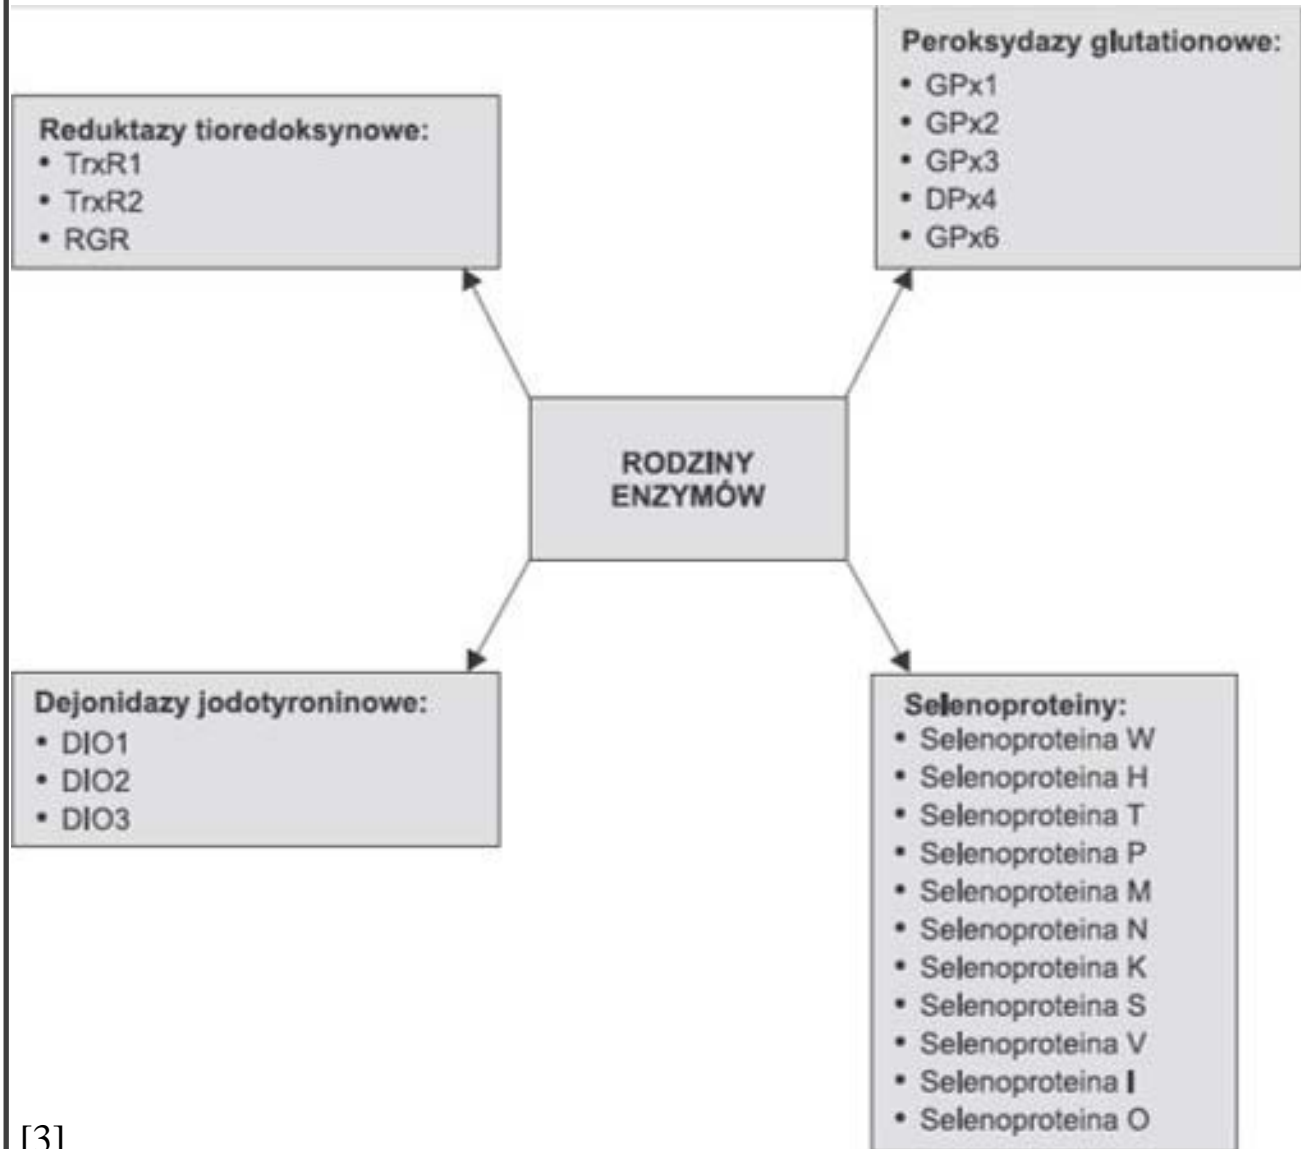 Peroksydazy glutationowe:
• GPx1
• GPx2
• GPx3
• DPx4
• GPx6
Reduktazy tioredoksynowe:
• TrxR1
• TrxR2
• RGR
RODZINY
ENZYMÓW
Dejonidazy jodotyroninowe:
• DIO1
• DIO2
• DIO3
Selenoproteiny:
• Selenoproteina W
• Selenoproteina H
• Selenoproteina T
• Selenoproteina P
• Selenoproteina M
• Selenoproteina N
• Selenoproteina K
• Selenoproteina S
• Selenoproteina V
• Selenoproteina I
• Selenoproteina O
[3]